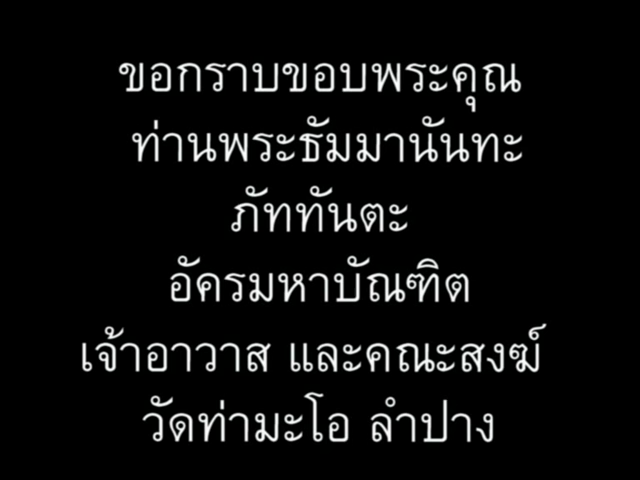 ขอกราบขอบพระคุณ
ท่านพระธัมมานันทะ
ภัททันตะ
อัครมหาบัณฑิต
เจ้าอาวาส และคณะสงฆ์
วัดท่ามะโอ ลำปาง